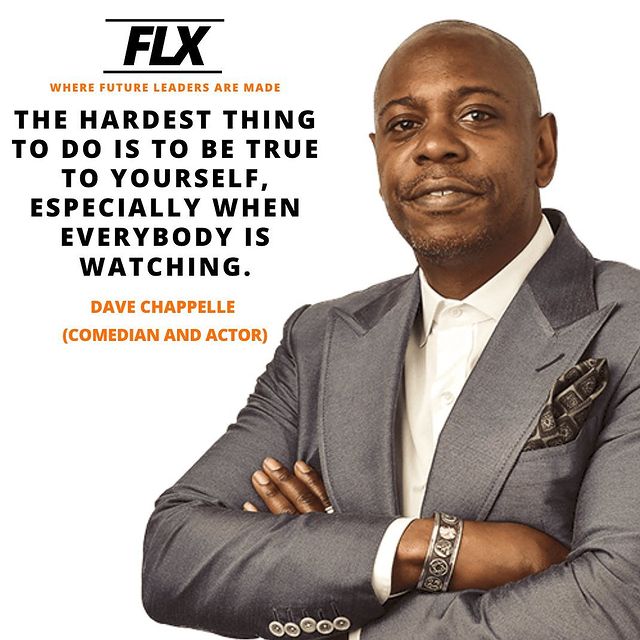 FLX
WHERE FUTURE LEADERS ARE MADE
THE HARDEST THING
TO DO IS TO BE TRUE
TO YOURSELF,
ESPECIALLY WHEN
EVERYBODY IS
WATCHING.
DAVE CHAPPELLE
(COMEDIAN AND ACTOR)